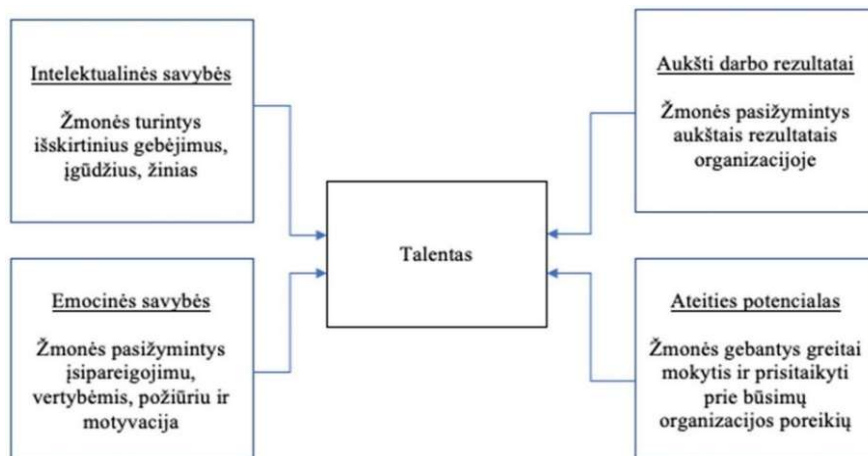 Intelektualinės savybės
Žmonės turintys
išskirtinius gebėjimus,
įgūdžius, žinias
Emocinės savybės
Žmonės pasižymintys
įsipareigojimu,
vertybėmis, požiūriu ir
motyvacija
Talentas
Aukšti darbo rezultatai
Žmonės pasižymintys
aukštais rezultatais
organizacijoje
Ateities potencialas
Žmonės gebantys greitai
mokytis ir prisitaikyti
prie būsimų
organizacijos poreikių